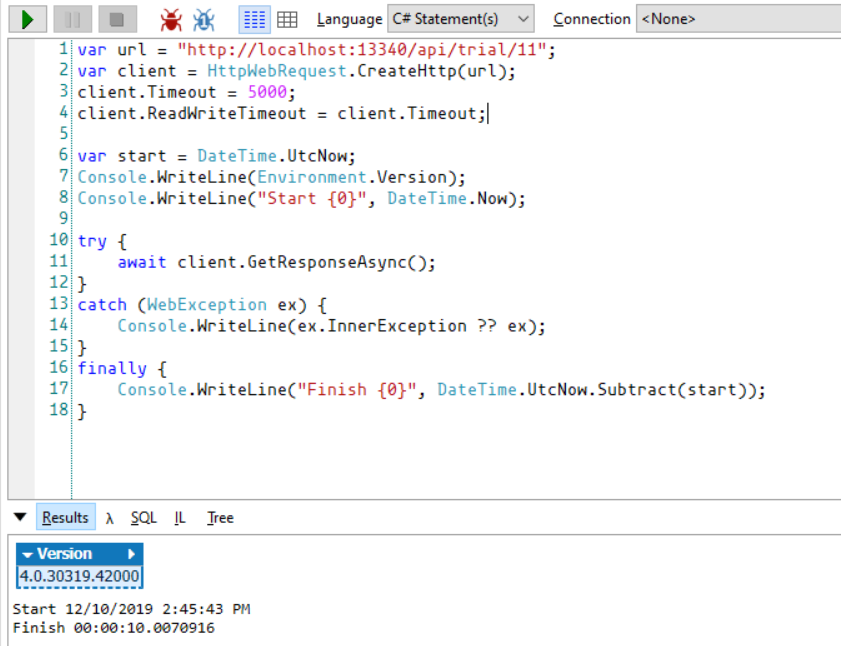 Language C# Statement(s) Connection <None>
1 var url = "http://localhost:13340/api/trial/11";
2 var client = HttpWebRequest.CreateHttp(url);
3 client.Timeout = 5000;
4 client.ReadWriteTimeout = client.Timeout;
5
6 var start = DateTime.UtcNow;
7 Console.WriteLine(Environment.Version);
8 Console.WriteLine("Start {0}", DateTime.Now);
9
10 try {
11     await client.GetResponseAsync();
12 }
13 catch (WebException ex) {
14     Console.WriteLine(ex.InnerException ?? ex);
15 }
16 finally {
17     Console.WriteLine("Finish {0}", DateTime.UtcNow.Subtract(start));
18 }
Results λ SQL IL Tree
Version
4.0.30319.42000
Start 12/10/2019 2:45:43 PM
Finish 00:00:10.0070916